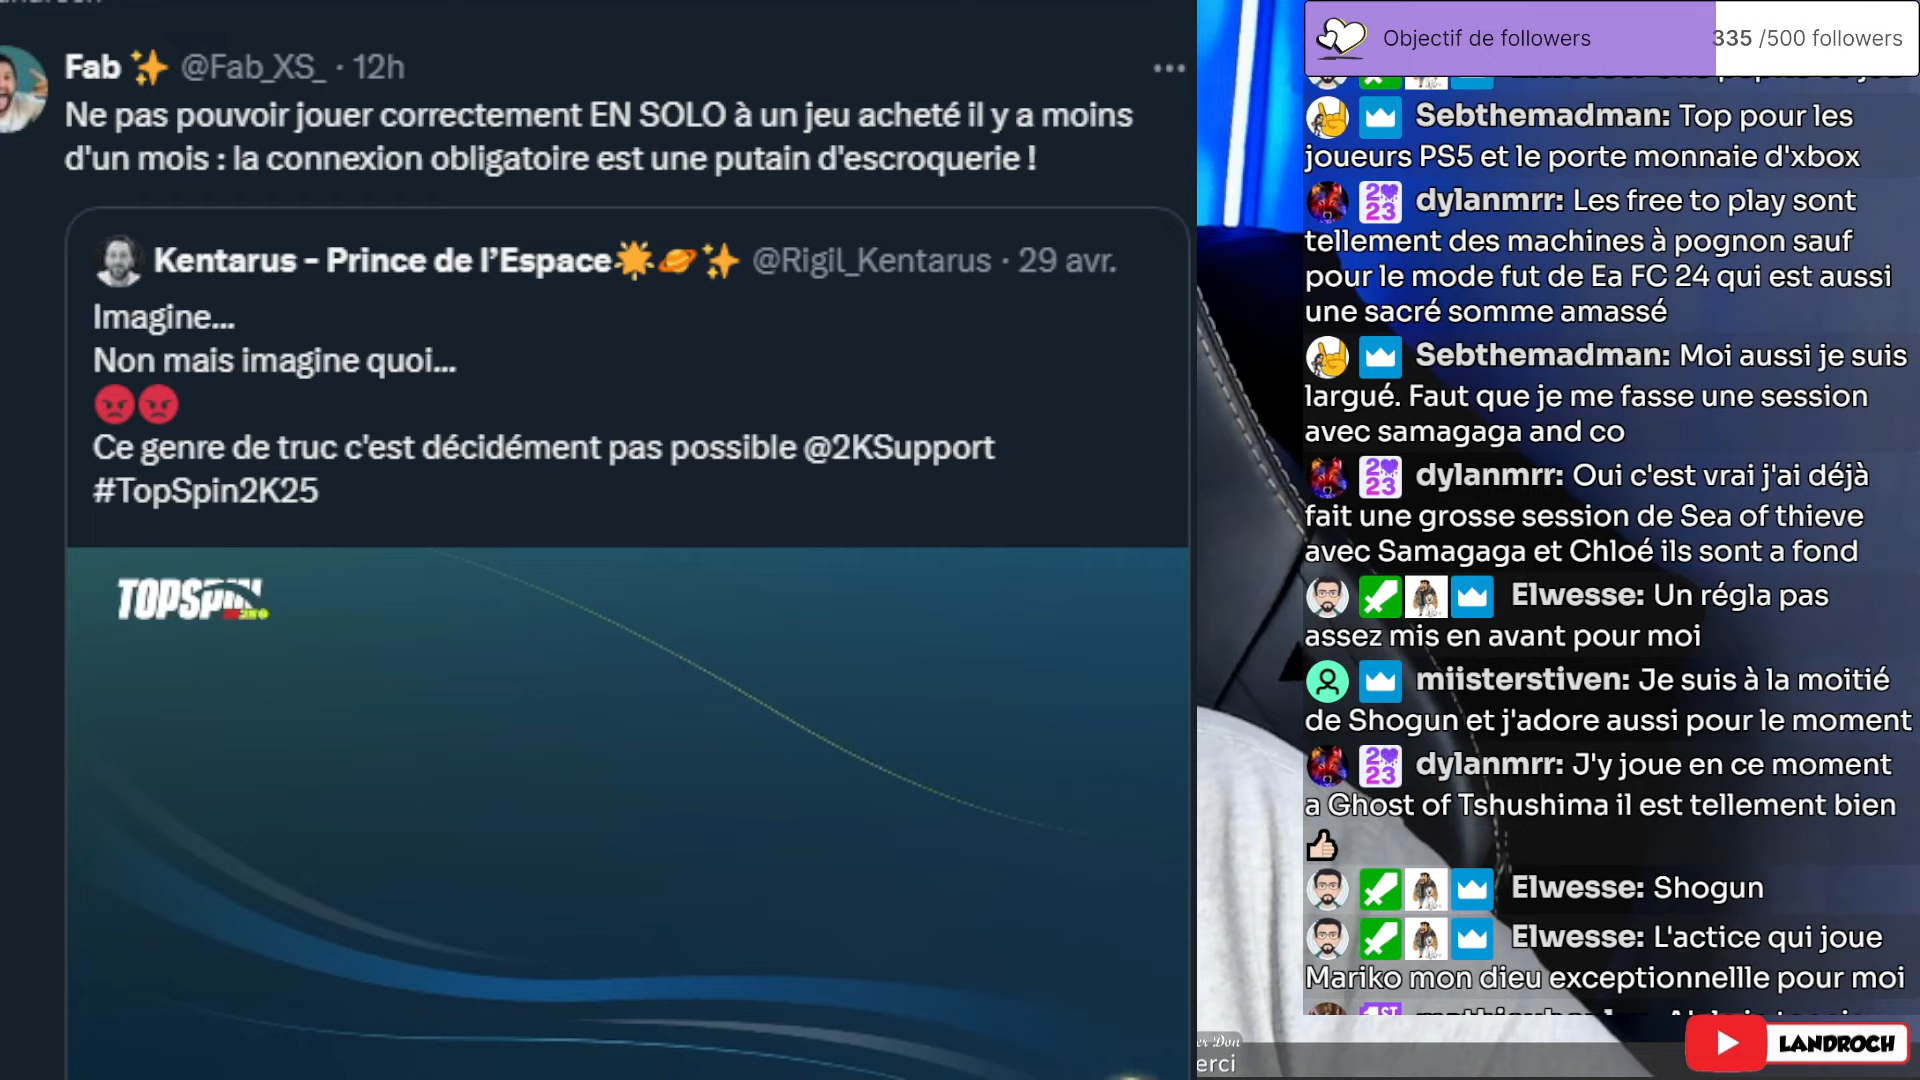 Fab @Fab_XS_ · 12h
Ne pas pouvoir jouer correctement EN SOLO à un jeu acheté il y a moins
d'un mois : la connexion obligatoire est une putain d'escroquerie !
Kentarus - Prince de l’Espace @Rigil_Kentarus · 29 avr.
Imagine...
Non mais imagine quoi...
Ce genre de truc c'est décidément pas possible @2KSupport
#TopSpin2K25
TOPSPIN
Objectif de followers 335 /500 followers
Sebthemadman: Top pour les
joueurs PS5 et le porte monnaie d'xbox
dylanmrr: Les free to play sont
tellement des machines à pognon sauf
pour le mode fut de Ea FC 24 qui est aussi
une sacré somme amassé
Sebthemadman: Moi aussi je suis
largué. Faut que je me fasse une session
avec samagaga and co
dylanmrr: Oui c'est vrai j'ai déjà
fait une grosse session de Sea of thieve
avec Samagaga et Chloé ils sont a fond
Elwesse: Un régla pas
assez mis en avant pour moi
miisterstiven: Je suis à la moitié
de Shogun et j'adore aussi pour le moment
dylanmrr: J'y joue en ce moment
a Ghost of Tshushima il est tellement bien
Elwesse: Shogun
Elwesse: L'actice qui joue
Mariko mon dieu exceptionnellle pour moi
er Don
erci
LANDROCH